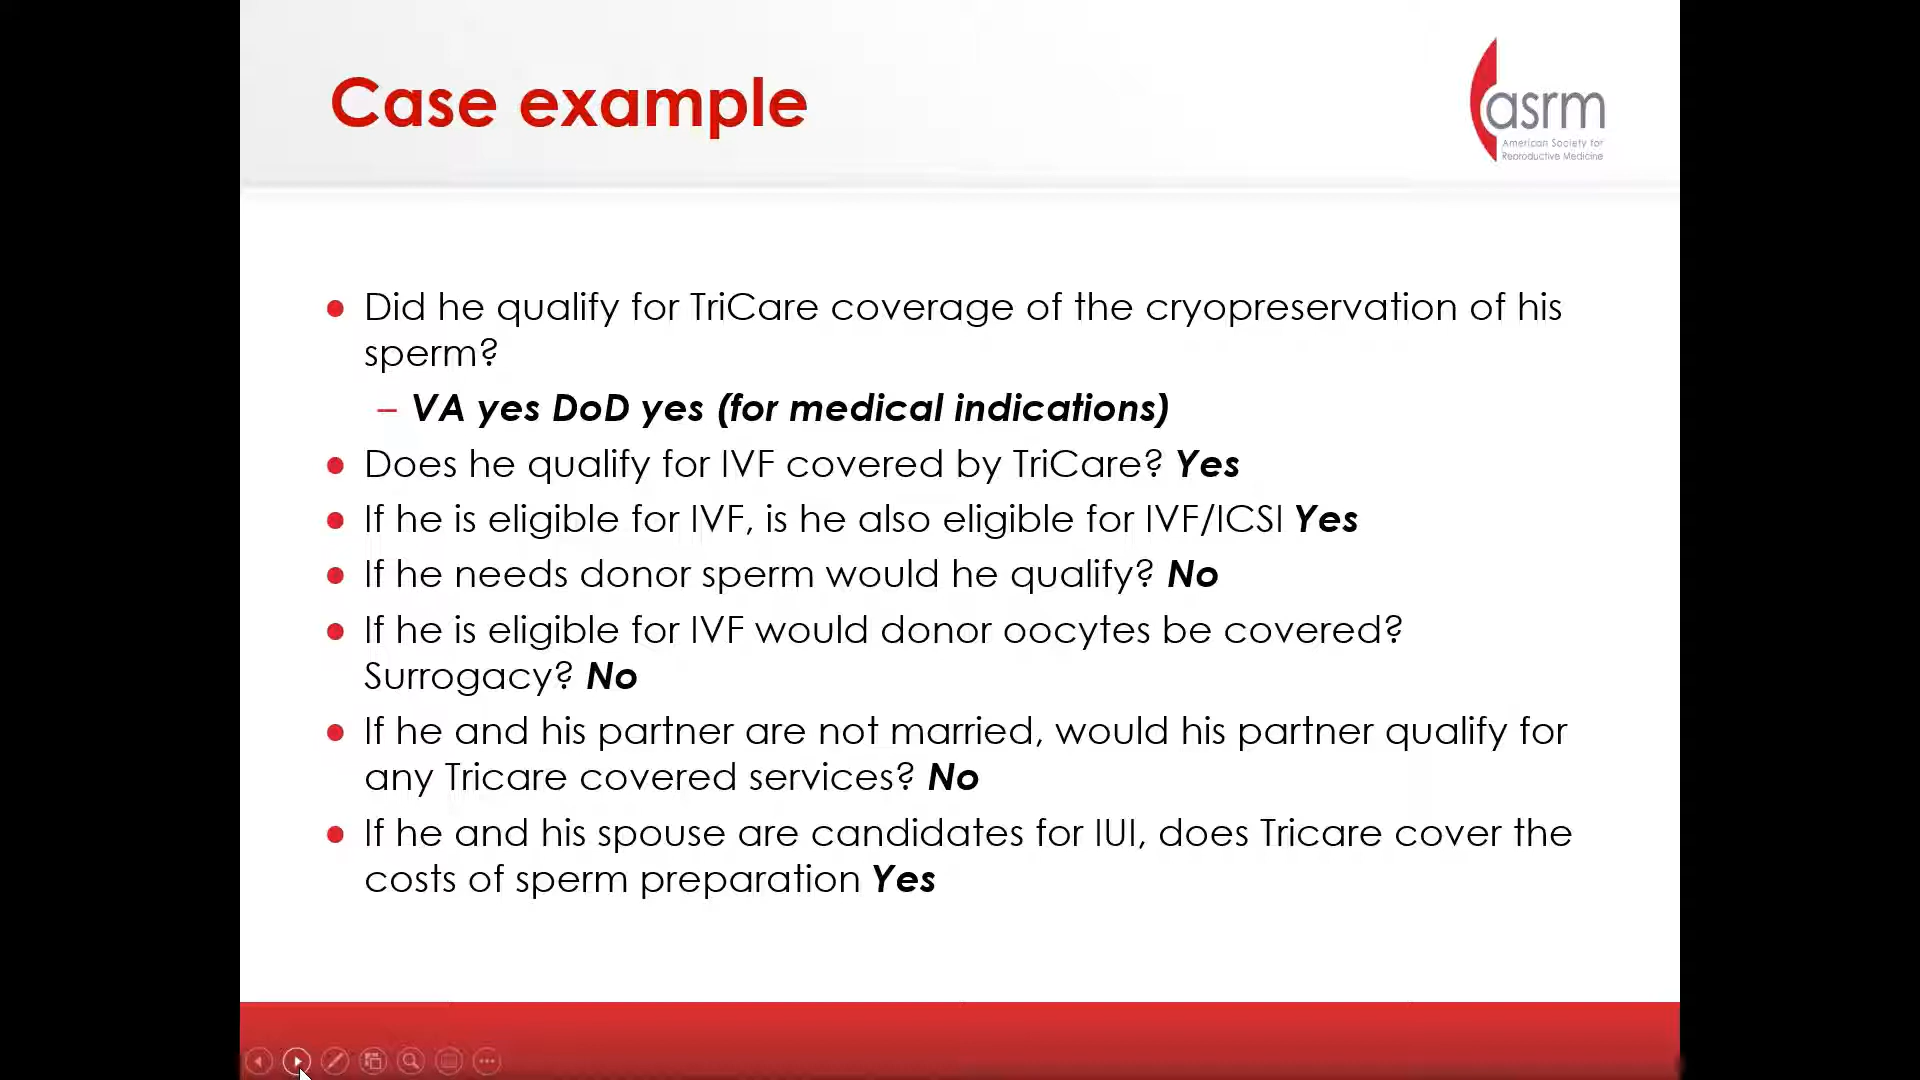 Case example
asrm
American Society for
Reproductive Medicine
● Did he qualify for TriCare coverage of the cryopreservation of his
sperm?
– VA yes DoD yes (for medical indications)
● Does he qualify for IVF covered by TriCare? Yes
● If he is eligible for IVF, is he also eligible for IVF/ICSI Yes
● If he needs donor sperm would he qualify? No
● If he is eligible for IVF would donor oocytes be covered?
Surrogacy? No
● If he and his partner are not married, would his partner qualify for
any Tricare covered services? No
● If he and his spouse are candidates for IUI, does Tricare cover the
costs of sperm preparation Yes